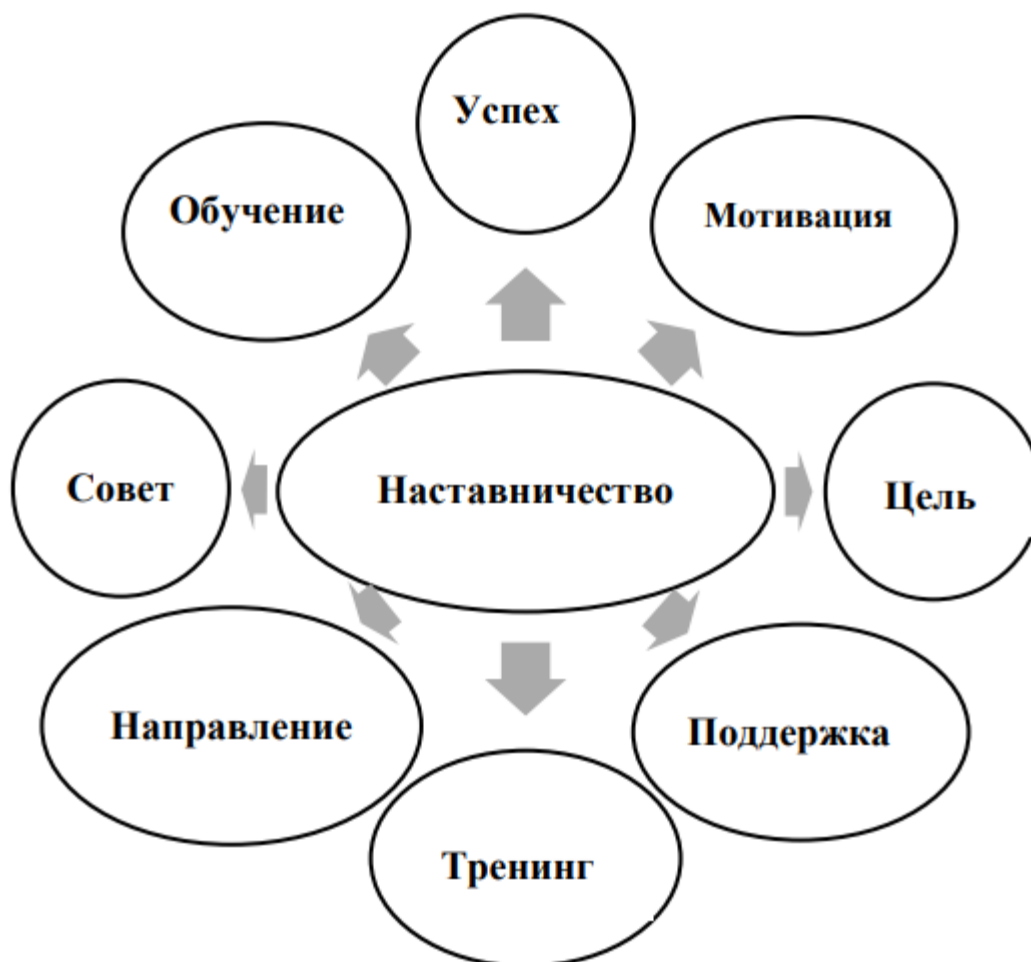 Успех
Обучение
Мотивация
Совет
Наставничество
Цель
Направление
Поддержка
Тренинг